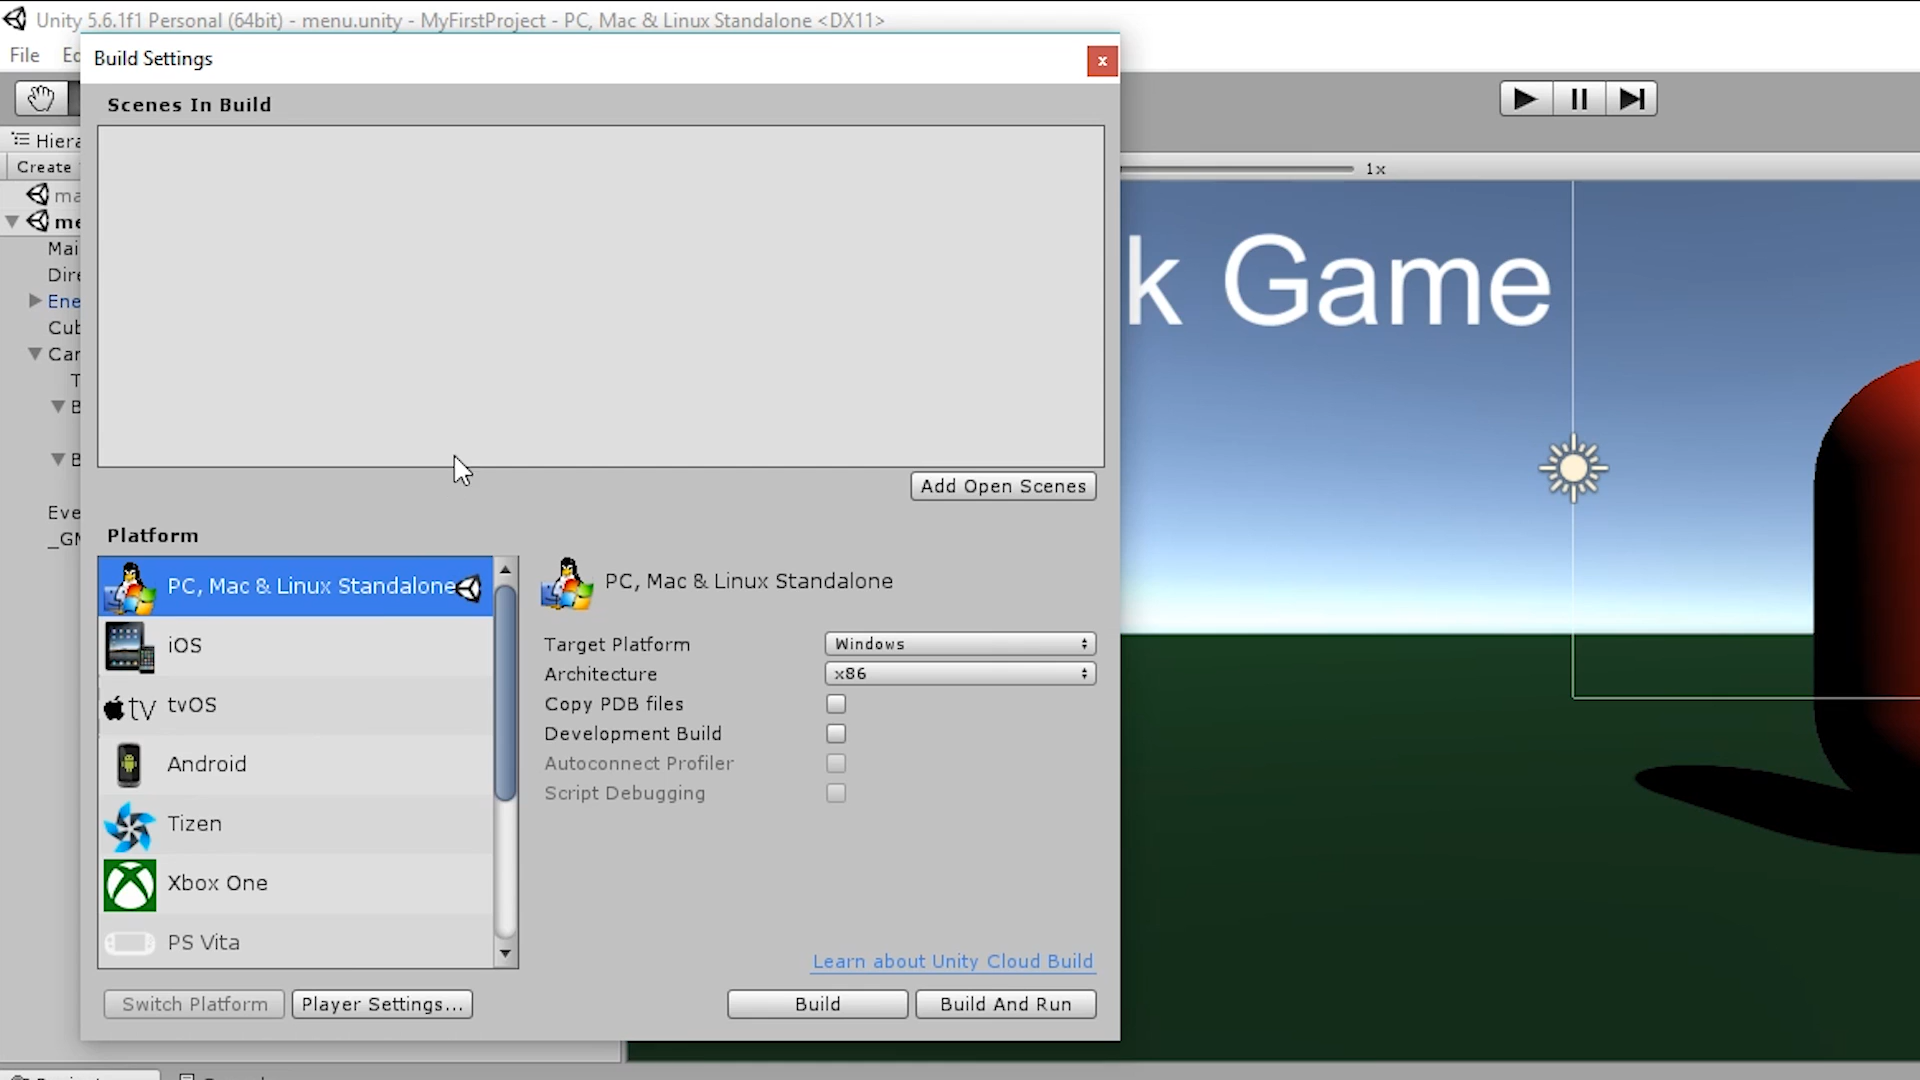 Unity 5.6.1f1 Personal (64bit) - menu.unity - MyFirstProject - PC, Mac & Linux Standalone <DX11>
File
Build Settings
x
Scenes In Build
Create
1x
k Game
Add Open Scenes
Platform
PC, Mac & Linux Standalone
iOS
tv tvOS
Android
Tizen
Xbox One
PS Vita
PC, Mac & Linux Standalone
Target Platform Windows
Architecture x86
Copy PDB files
Development Build
Autoconnect Profiler
Script Debugging
Learn about Unity Cloud Build
Switch Platform Player Settings... Build Build And Run